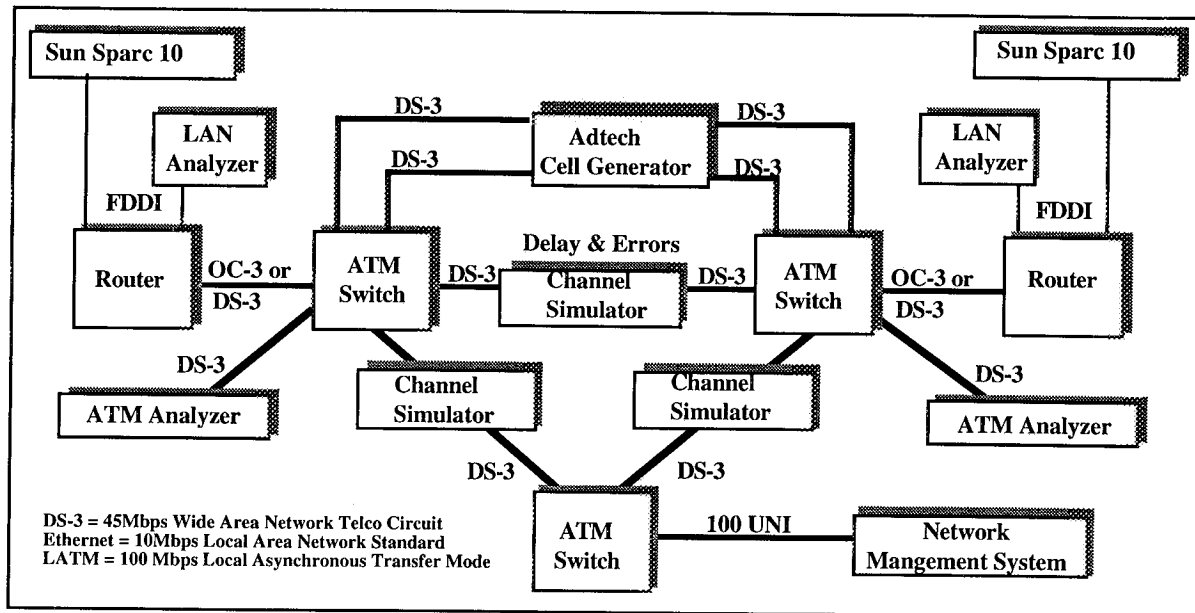 Sun Sparc 10
Sun Sparc 10
DS-3
DS-3
LAN
Analyzer
Adtech
Cell Generator
LAN
Analyzer
DS-3
DS-3
FDDI
FDDI
Delay & Errors
Router
OC-3 or
DS-3
ATM
Switch
DS-3
Channel
Simulator
DS-3
ATM
Switch
OC-3 or
DS-3
Router
DS-3
DS-3
ATM Analyzer
Channel
Simulator
Channel
Simulator
ATM Analyzer
DS-3
DS-3
DS-3 = 45Mbps Wide Area Network Telco Circuit
Ethernet = 10Mbps Local Area Network Standard
LATM = 100 Mbps Local Asynchronous Transfer Mode
ATM
Switch
100 UNI
Network
Mangement System